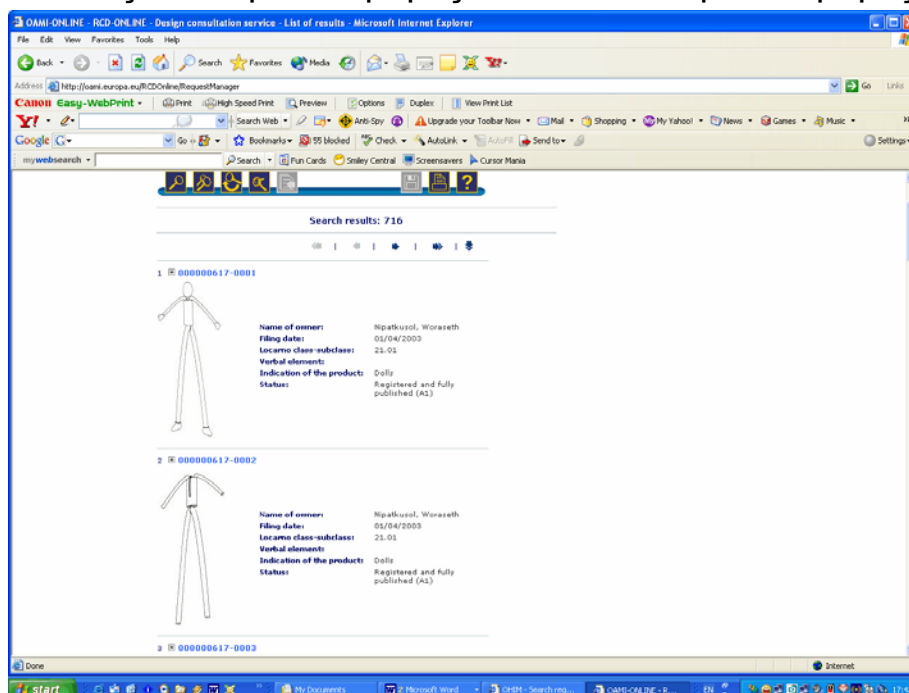 OAMI-ONLINE - RCD-ONLINE - Design consultation service - List of results - Microsoft Internet Explorer
File Edit View Favorites Tools Help
Back Search Favorites Media
Address http://oami.europa.eu/RCDOnline/RequestManager Go Links
Canon Easy-WebPrint Print High Speed Print Preview Options Duplex View Print List
Y! Search Web Anti-Spy Upgrade your Toolbar Now Mail Shopping My Yahoo! Query News Games Music
Google G Go Bookmarks 55 blocked Check AutoLink AutoFill Send to Settings
mywebsearch Search Fun Cards Smiley Central Screensavers Cursor Mania
Search results: 716
1 000000617-0001
Name of owner: Nipatkusol, Woraseth
Filing date: 01/04/2003
Locarno class-subclass: 21.01
Verbal element:
Indication of the product: Dolls
Status: Registered and fully
published (A1)
2 000000617-0002
Name of owner: Nipatkusol, Woraseth
Filing date: 01/04/2003
Locarno class-subclass: 21.01
Verbal element:
Indication of the product: Dolls
Status: Registered and fully
published (A1)
3 000000617-0003
Done Internet
start My Documents 2 Microsoft Word OHIM - Search reg... OAMI-ONLINE - R... EN